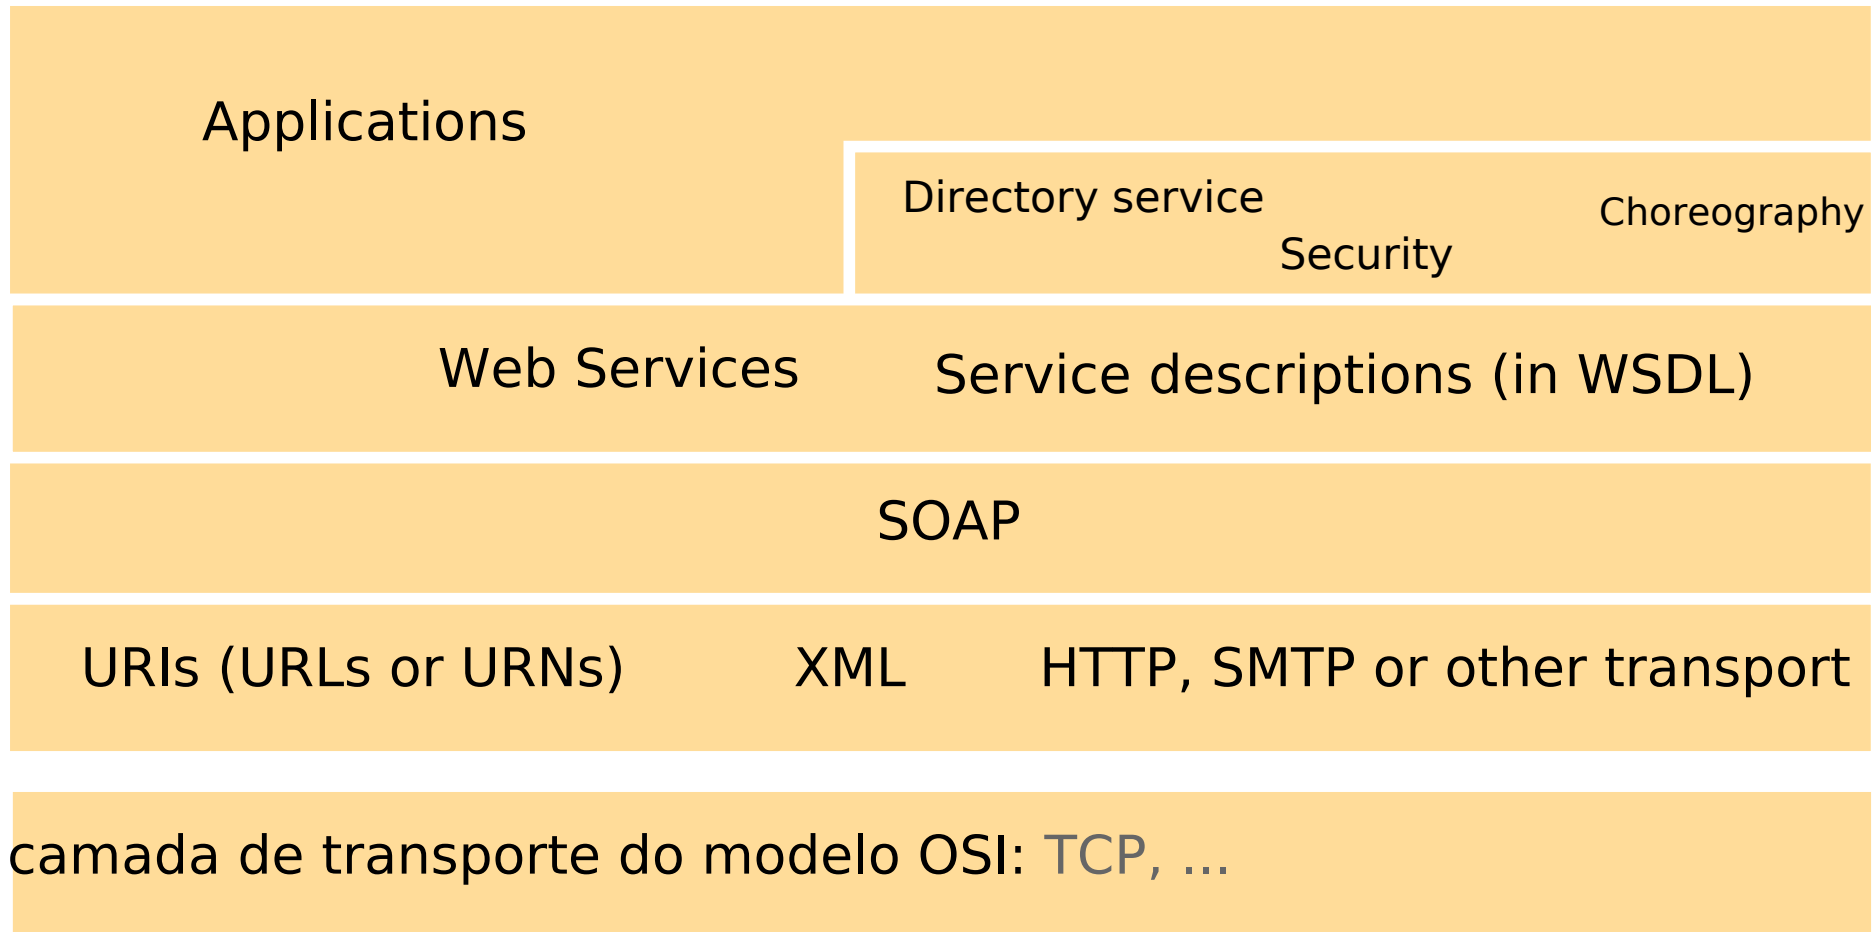 Applications
Directory service
Choreography
Security
Web Services
Service descriptions (in WSDL)
SOAP
URIs (URLs or URNs)
XML
HTTP, SMTP or other transport
camada de transporte do modelo OSI: TCP, ...